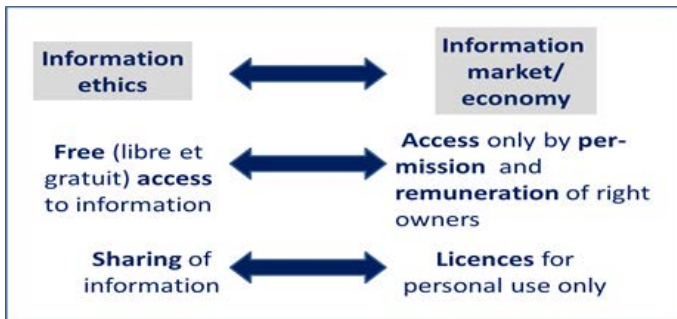 Information
ethics
Information
market/
economy
Free (libre et
gratuit) access
to information
Access only by per-
mission and
remuneration of right
owners
Sharing of
information
Licences for
personal use only